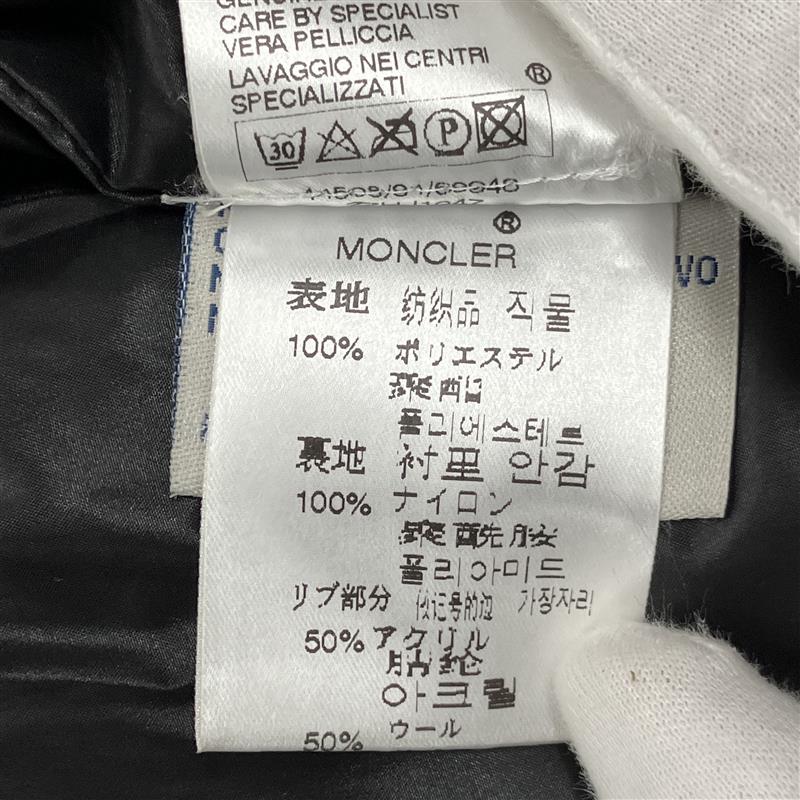 CARE BY SPECIALIST
VERA PELLICCIA
LAVAGGIO NEI CENTRI
SPECIALIZZATI
®
30 P
®
MONCLER
表地 纺织品 직물
100% ポリエステル
폴리에스테르
裏地 衬里 안감
100% ナイロン
폴리아미드
リブ部分 가장자리
50% アクリル
아크릴
50% ウール